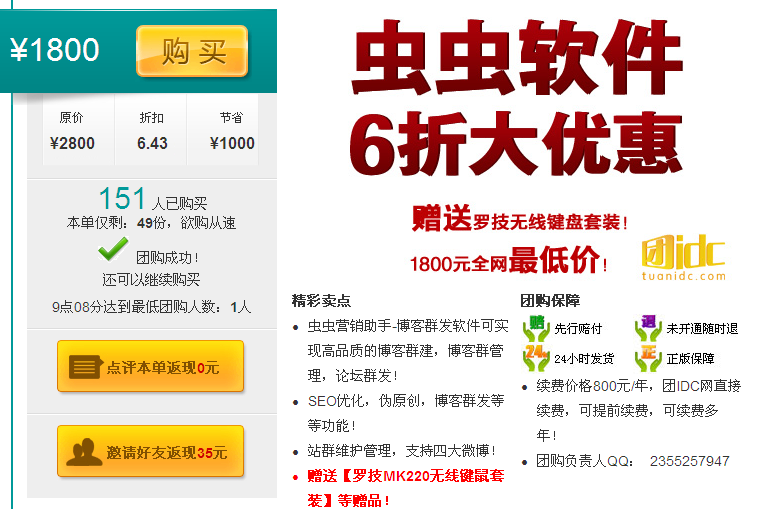 ¥1800
购 买
原价
折扣
节省
¥2800
6.43
¥1000
151 人已购买
本单仅剩：49份，欲购从速
团购成功！
还可以继续购买
9点08分达到最低团购人数：1人
点评本单返现0元
邀请好友返现35元
虫虫软件
6折大优惠
赠送罗技无线键盘套装！
1800元全网最低价！
团idc
tuanidc.com
精彩卖点
虫虫营销助手-博客群发软件可实
现高品质的博客群建，博客群管
理，论坛群发！
SEO优化，伪原创，博客群发等
等功能！
站群维护管理，支持四大微博！
赠送【罗技MK220无线键鼠套
装】等赠品！
团购保障
赔 先行赔付
退 未开通随时退
24 24小时发货
正 正版保障
续费价格800元/年，团IDC网直接
续费，可提前续费，可续费多
年！
团购负责人QQ： 2355257947